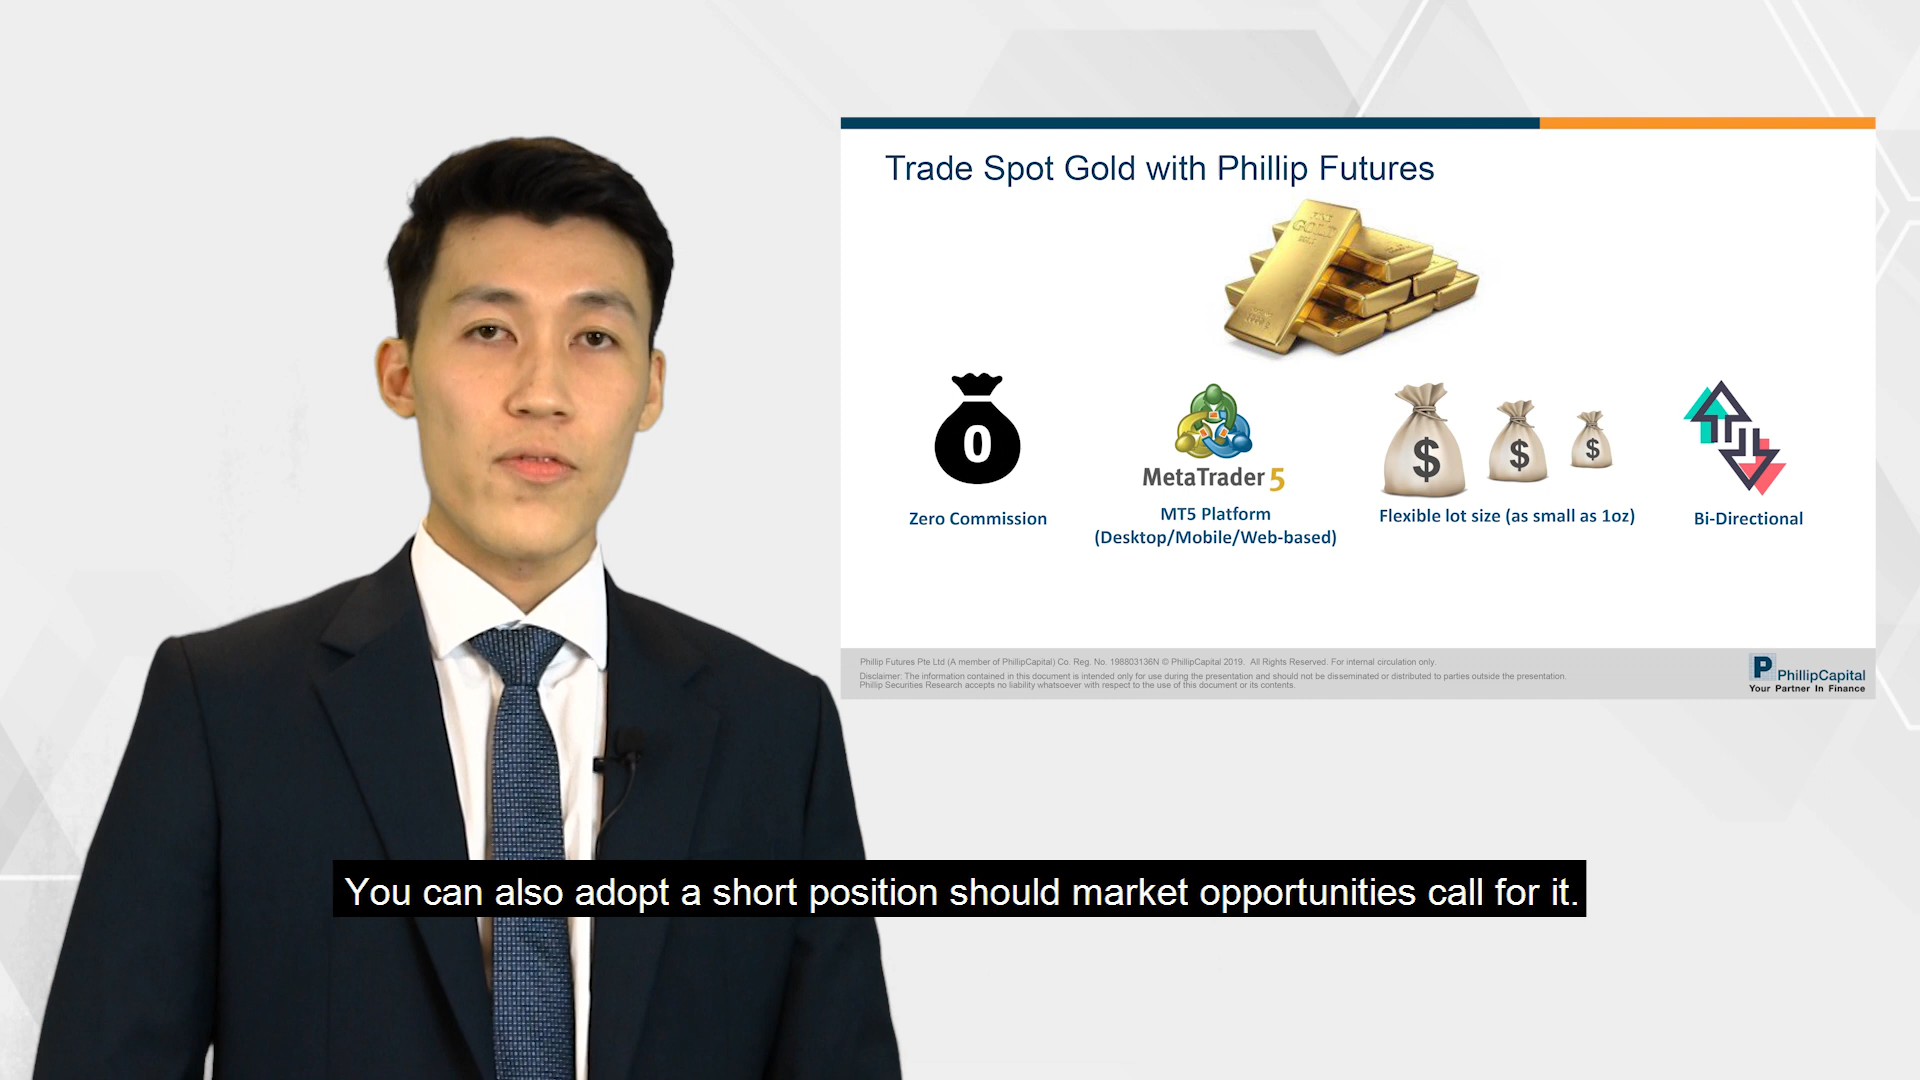 Trade Spot Gold with Phillip Futures
FINE
GOLD
0
MetaTrader 5
$
$
$
Zero Commission
MT5 Platform
(Desktop/Mobile/Web-based)
Flexible lot size (as small as 1oz)
Bi-Directional
Phillip Futures Pte Ltd (A member of PhillipCapital) Co. Reg. No. 198803136N © PhillipCapital 2019. All Rights Reserved. For internal circulation only.
Disclaimer: The information contained in this document is intended only for use during the presentation and should not be disseminated or distributed to parties outside the presentation.
Phillip Securities Research accepts no liability whatsoever with respect to the use of this document or its contents.
P PhillipCapital
Your Partner In Finance
You can also adopt a short position should market opportunities call for it.